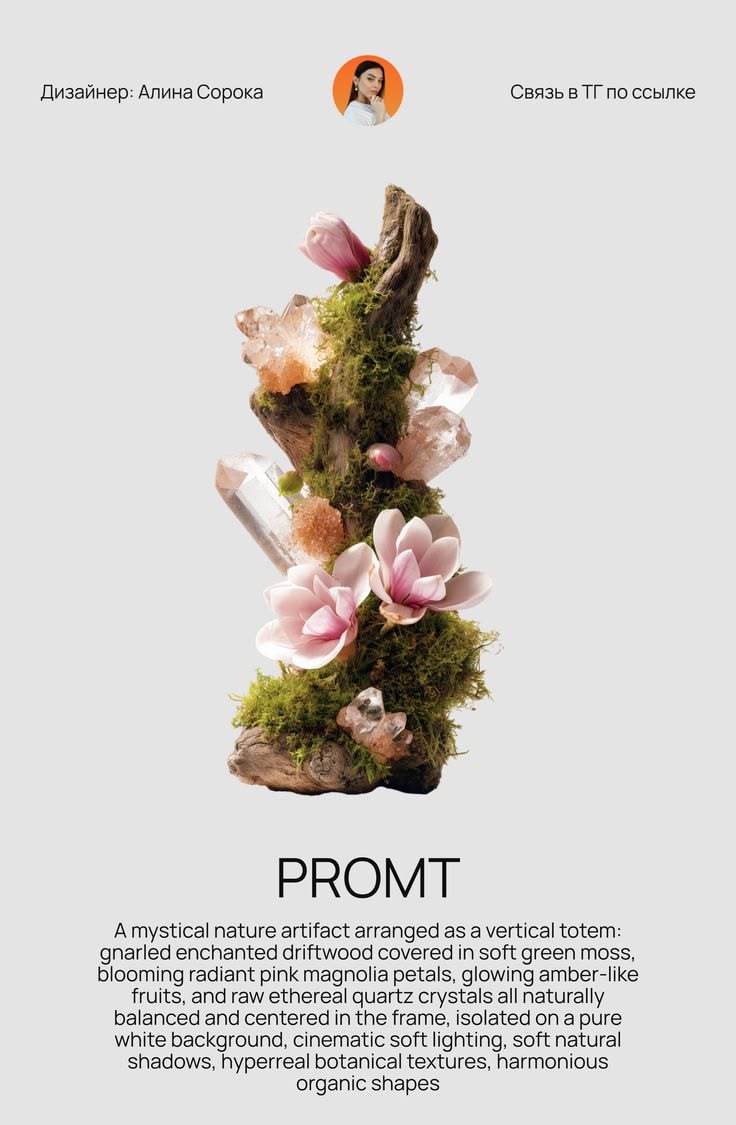 Дизайнер: Алина Сорока
Связь в ТГ по ссылке
PROMT
A mystical nature artifact arranged as a vertical totem:
gnarled enchanted driftwood covered in soft green moss,
blooming radiant pink magnolia petals, glowing amber-like
fruits, and raw ethereal quartz crystals all naturally
balanced and centered in the frame, isolated on a pure
white background, cinematic soft lighting, soft natural
shadows, hyperreal botanical textures, harmonious
organic shapes